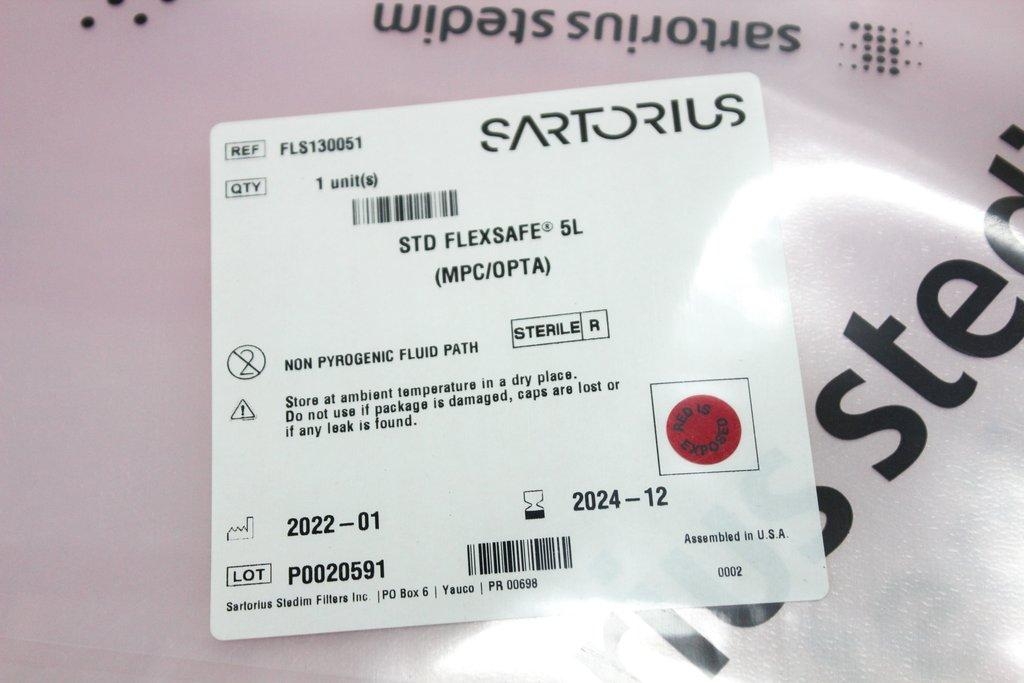 sartorius stedim
SARTORIUS
REF FLS130051
QTY 1 unit(s)
STD FLEXSAFE® 5L
(MPC/OPTA)
STERILE R
2 NON PYROGENIC FLUID PATH
Store at ambient temperature in a dry place.
Do not use if package is damaged, caps are lost or
if any leak is found.
RED IS
EXPOSED
2022-01
2024-12
Assembled in U.S.A.
LOT P0020591
0002
Sartorius Stedim Filters Inc. | PO Box 6 | Yauco | PR 00698
us stedi